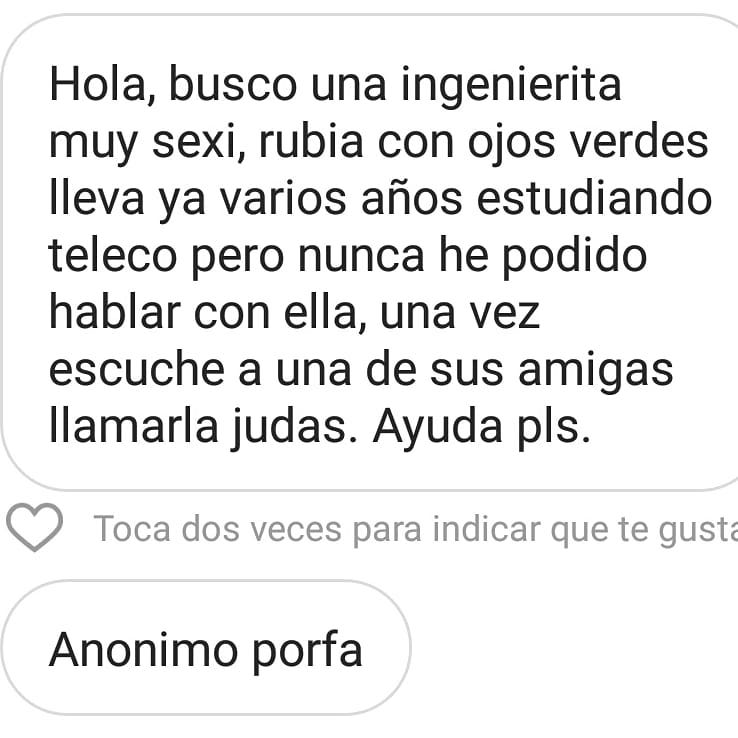 Hola, busco una ingenierita
muy sexi, rubia con ojos verdes
lleva ya varios años estudiando
teleco pero nunca he podido
hablar con ella, una vez
escuche a una de sus amigas
llamarla judas. Ayuda pls.
Toca dos veces para indicar que te gusta
Anonimo porfa